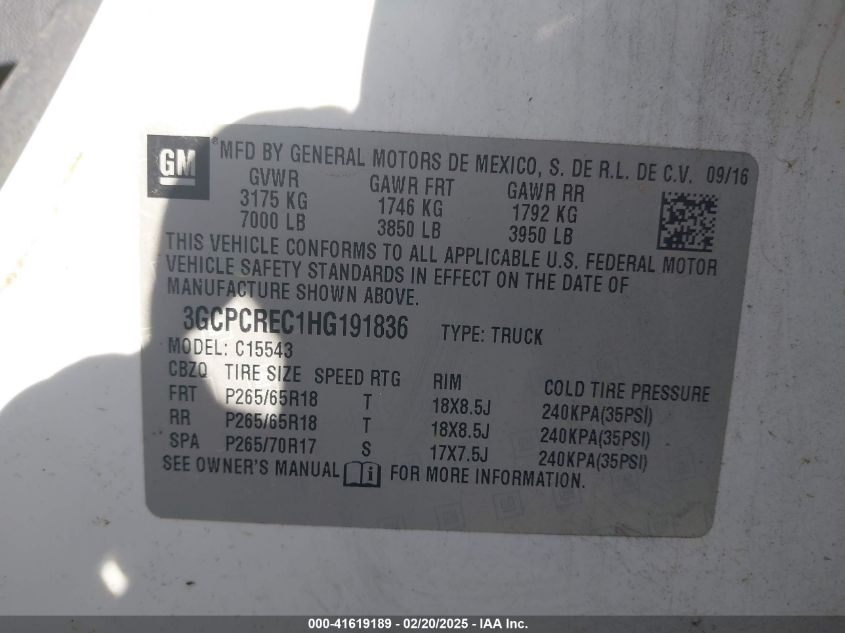 GM ® MFD BY GENERAL MOTORS DE MEXICO, S. DE R.L. DE C.V. 09/16
GVWR GAWR FRT GAWR RR
3175 KG 1746 KG 1792 KG
7000 LB 3850 LB 3950 LB
THIS VEHICLE CONFORMS TO ALL APPLICABLE U.S. FEDERAL MOTOR
VEHICLE SAFETY STANDARDS IN EFFECT ON THE DATE OF
MANUFACTURE SHOWN ABOVE.
3GCPCREC1HG191836 TYPE: TRUCK
MODEL: C15543
CBZQ TIRE SIZE SPEED RTG RIM COLD TIRE PRESSURE
FRT P265/65R18 T 18X8.5J 240KPA(35PSI)
RR P265/65R18 T 18X8.5J 240KPA(35PSI)
SPA P265/70R17 S 17X7.5J 240KPA(35PSI)
SEE OWNER'S MANUAL FOR MORE INFORMATION.
000-41619189 - 02/20/2025 - IAA Inc.